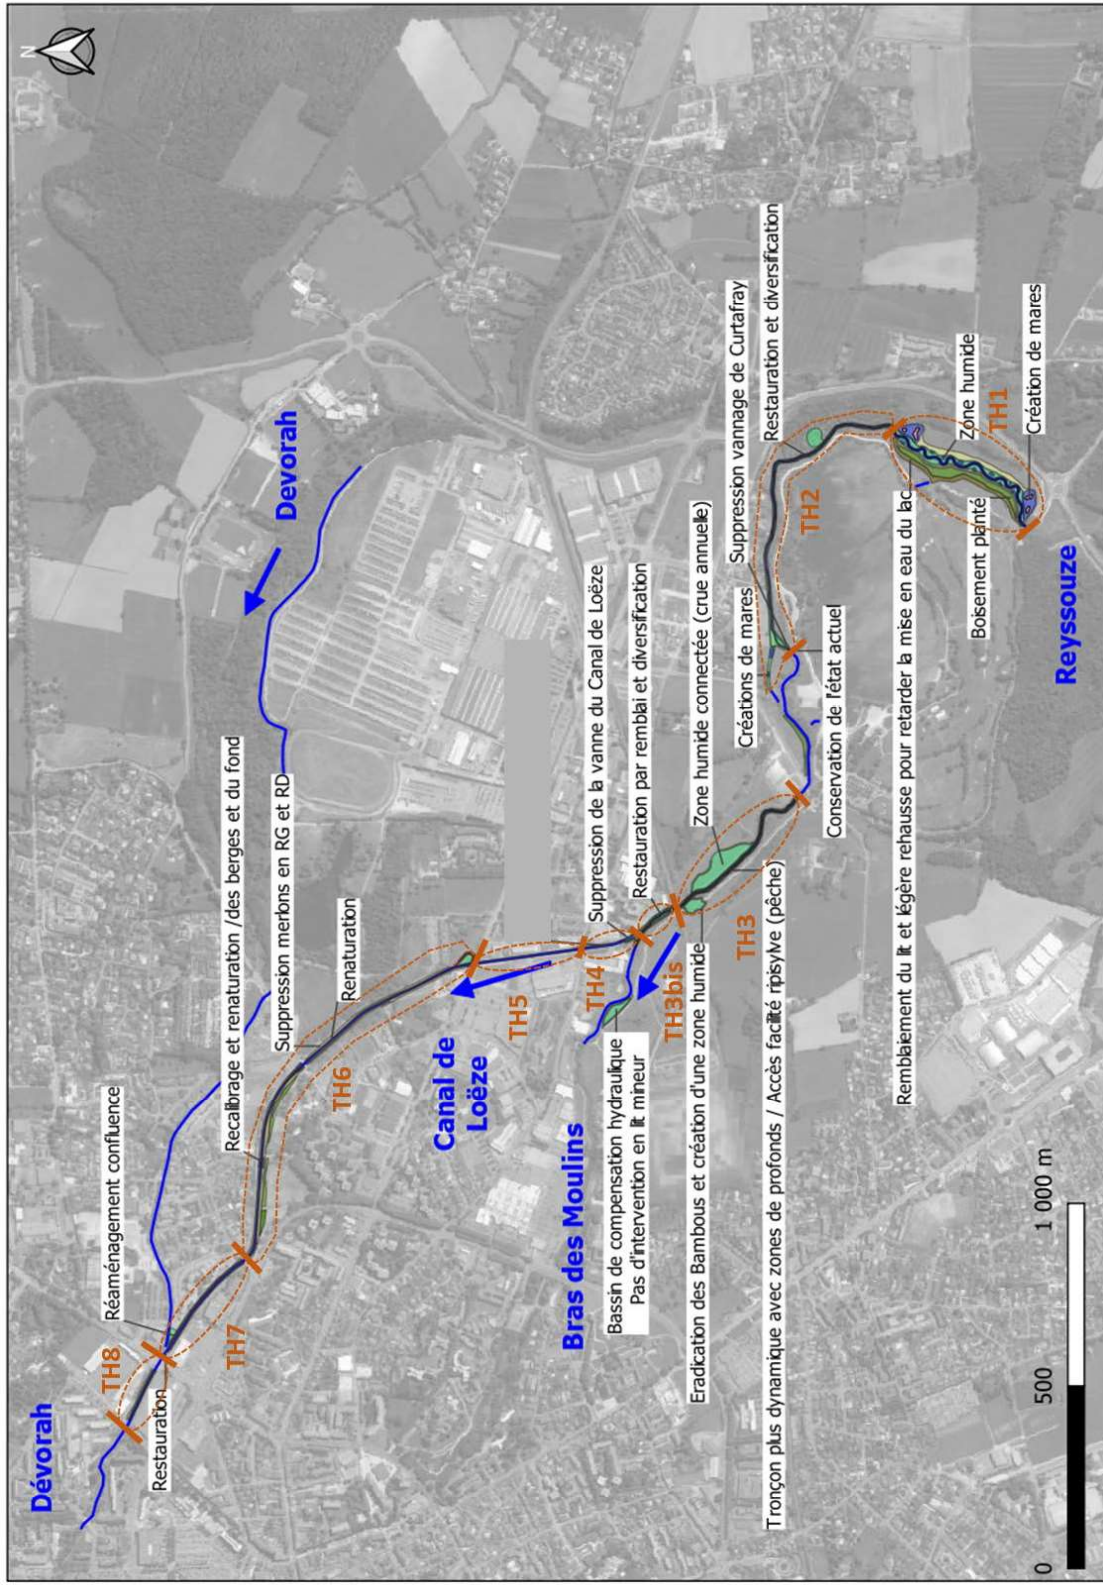 N
Dévorah
TH8
Restauration
Réaménagement confluence
TH7
Recalibrage et renaturation /des berges et du fond
Suppression merlons en RG et RD
Renaturation
TH6
Devorah
Canal de
Loëze
TH5
TH4
Suppression de la vanne du Canal de Loëze
Restauration par remblai et diversification
Zone humide connectée (crue annuelle)
Bras des Moulins
Bassin de compensation hydraulique
Pas d'intervention en lit mineur
TH3bis
Eradication des Bambous et création d'une zone humide
TH3
Tronçon plus dynamique avec zones de profonds / Accès facilité ripisylve (pêche)
Créations de mares
Suppression vannage de Curtafray
Restauration et diversification
TH2
Conservation de l'état actuel
Remblaiement du lit et légère rehausse pour retarder la mise en eau du lac
Zone humide
TH1
Boisement planté
Création de mares
Reyssouze
0
500
1 000 m